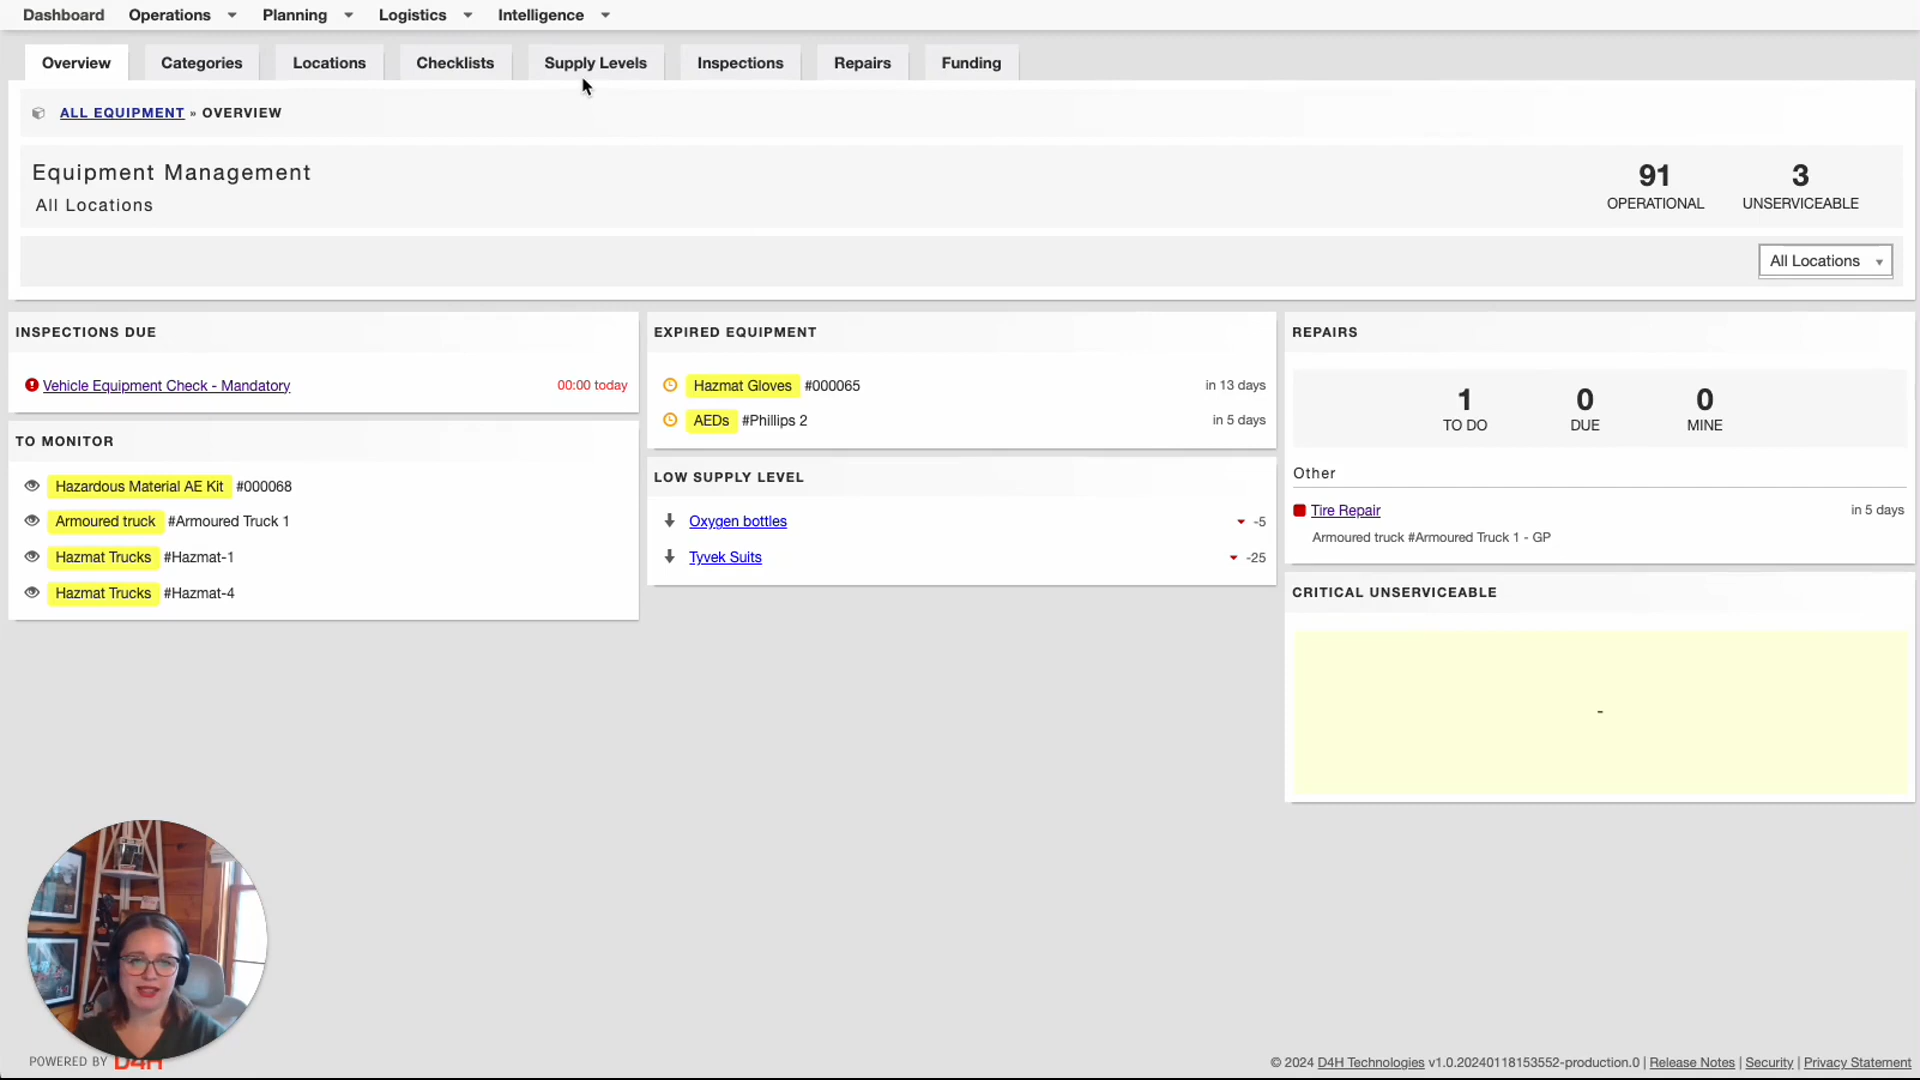 Dashboard Operations Planning Logistics Intelligence
Overview Categories Locations Checklists Supply Levels Inspections Repairs Funding
ALL EQUIPMENT » OVERVIEW
Equipment Management
All Locations
91
OPERATIONAL
3
UNSERVICEABLE
All Locations
INSPECTIONS DUE
Vehicle Equipment Check - Mandatory 00:00 today
TO MONITOR
Hazardous Material AE Kit #000068
Armoured truck #Armoured Truck 1
Hazmat Trucks #Hazmat-1
Hazmat Trucks #Hazmat-4
EXPIRED EQUIPMENT
Hazmat Gloves #000065 in 13 days
AEDs #Phillips 2 in 5 days
LOW SUPPLY LEVEL
Oxygen bottles -5
Tyvek Suits -25
REPAIRS
1 0 0
TO DO DUE MINE
Other
Tire Repair in 5 days
Armoured truck #Armoured Truck 1 - GP
CRITICAL UNSERVICEABLE
-
POWERED BY D4H
© 2024 D4H Technologies v1.0.20240118153552-production.0 | Release Notes | Security | Privacy Statement